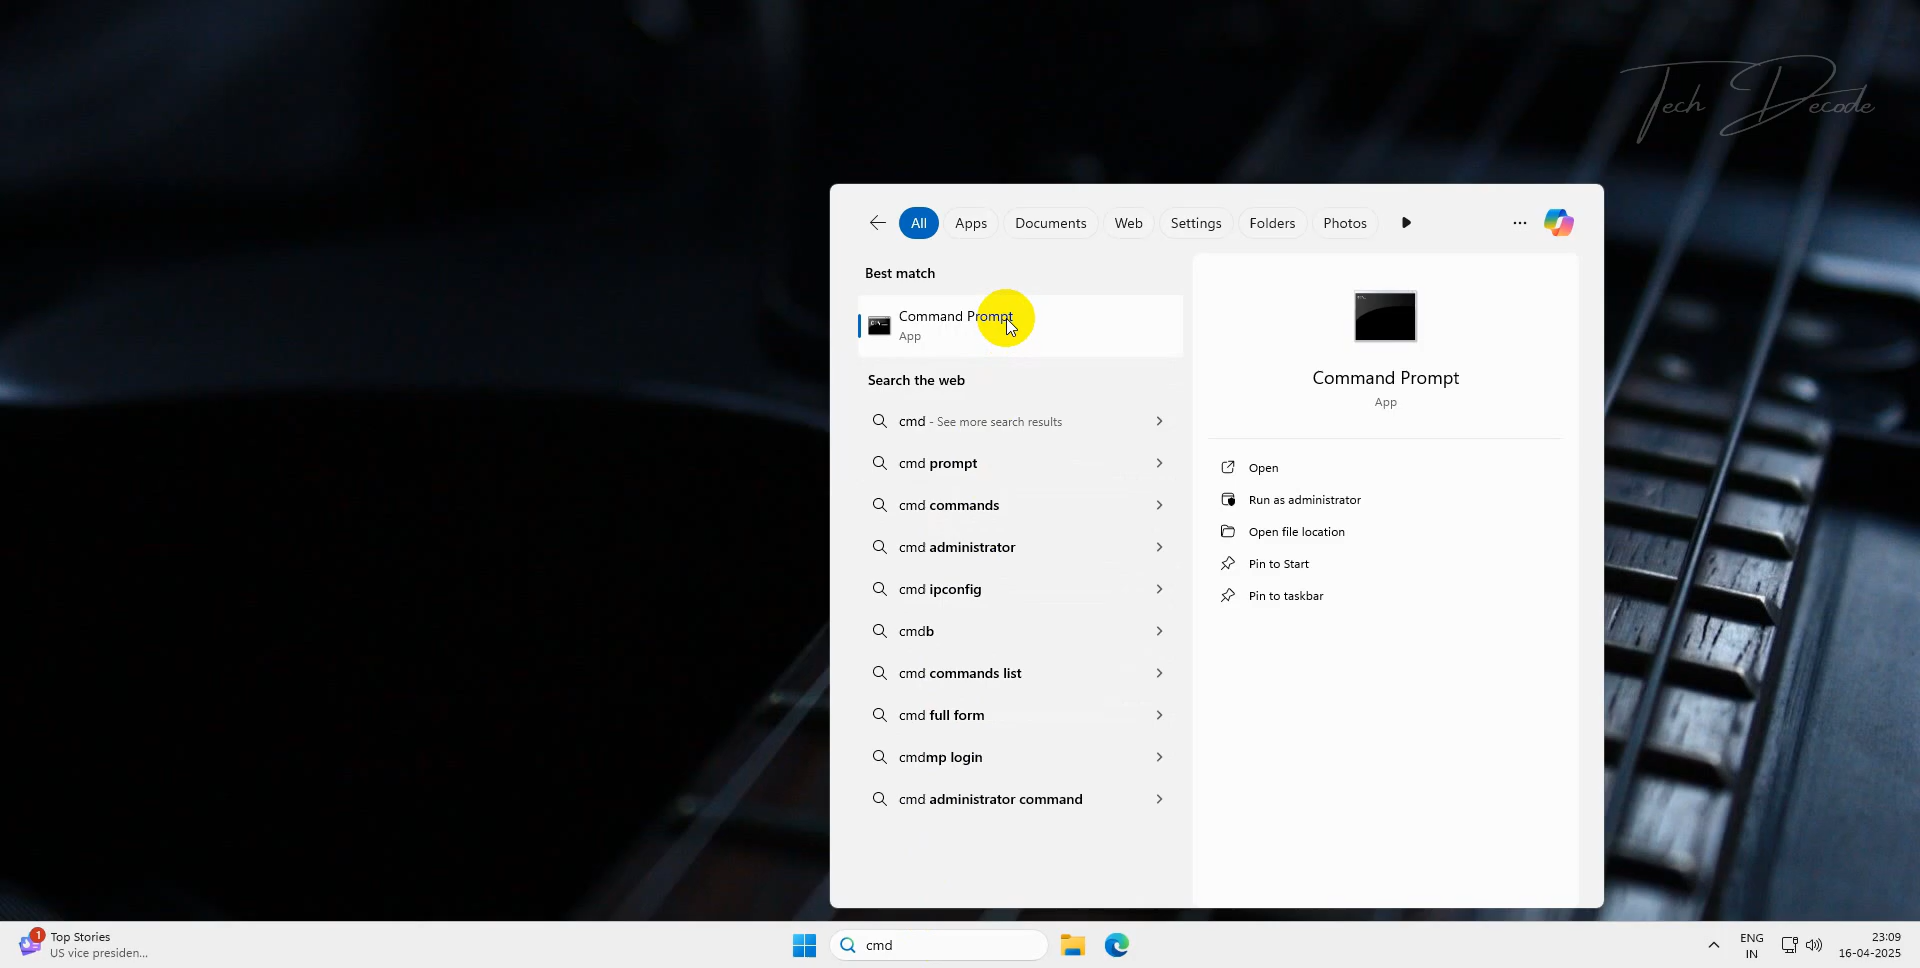 Tech Decode
All
Apps
Documents
Web
Settings
Folders
Photos
Best match
Command Prompt
App
Search the web
cmd - See more search results
cmd prompt
cmd commands
cmd administrator
cmd ipconfig
cmdb
cmd commands list
cmd full form
cmdmp login
cmd administrator command
Command Prompt
App
Open
Run as administrator
Open file location
Pin to Start
Pin to taskbar
1
Top Stories
US vice presiden...
cmd
ENG
IN
23:09
16-04-2025